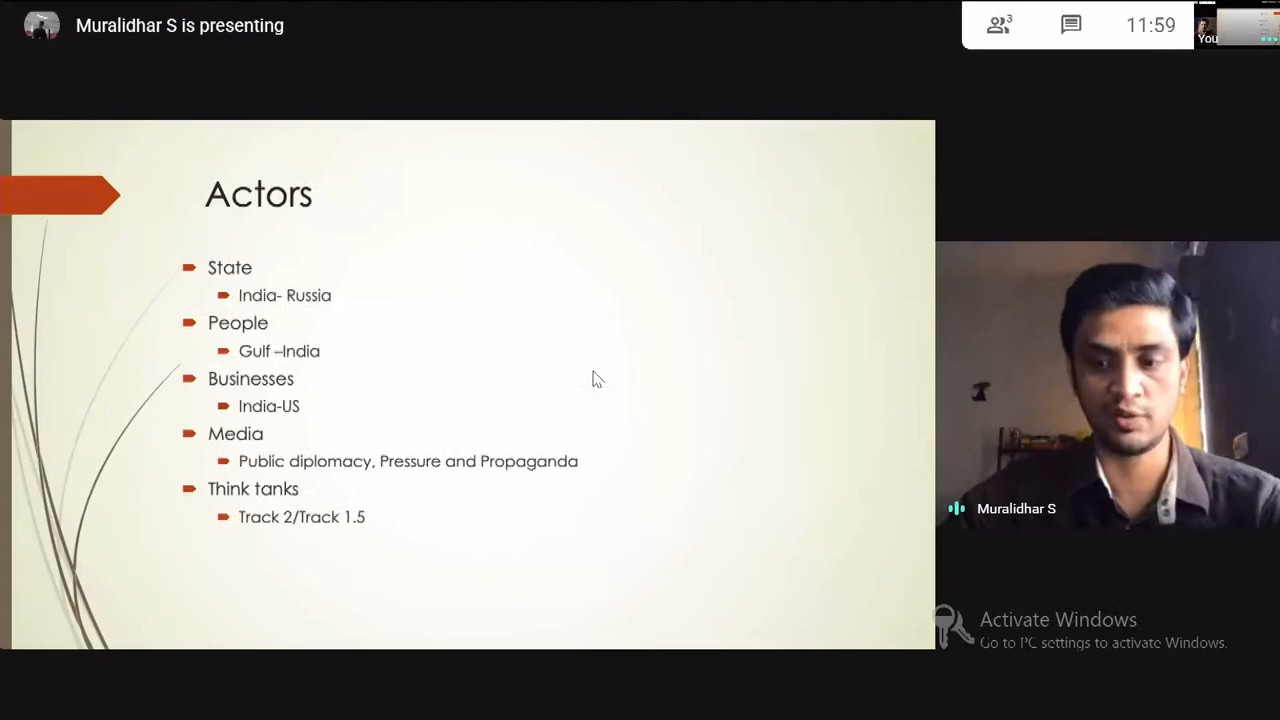 Muralidhar S is presenting
3
11:59
You
Actors
State
India- Russia
People
Gulf –India
Businesses
India-US
Media
Public diplomacy, Pressure and Propaganda
Think tanks
Track 2/Track 1.5
Muralidhar S
Activate Windows
Go to PC settings to activate Windows.